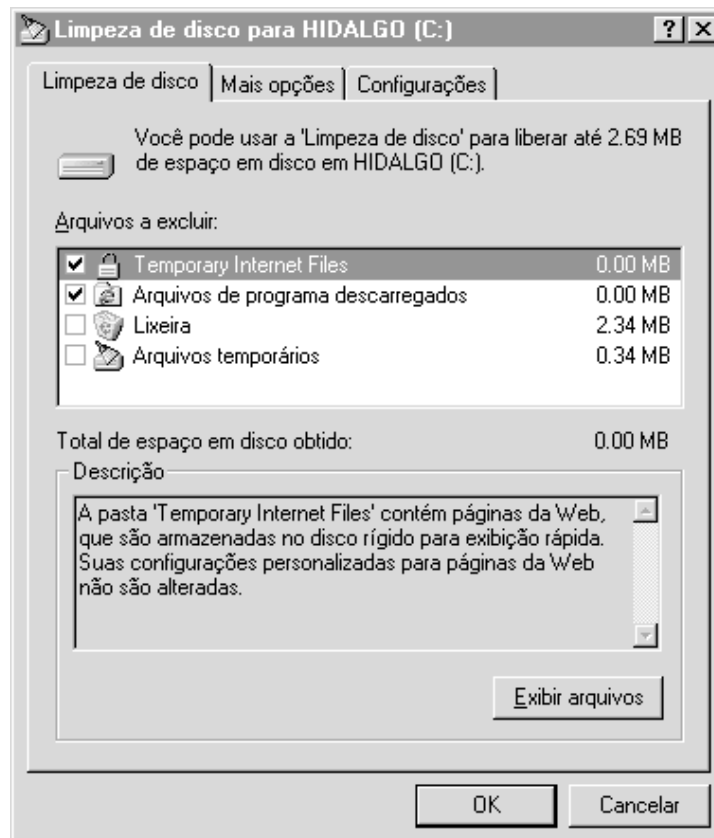 Limpeza de disco para HIDALGO (C:)
Limpeza de disco Mais opções Configurações
Você pode usar a 'Limpeza de disco' para liberar até 2.69 MB
de espaço em disco em HIDALGO (C:).
Arquivos a excluir:
Temporary Internet Files 0.00 MB
Arquivos de programa descarregados 0.00 MB
Lixeira 2.34 MB
Arquivos temporários 0.34 MB
Total de espaço em disco obtido: 0.00 MB
Descrição
A pasta 'Temporary Internet Files' contém páginas da Web,
que são armazenadas no disco rígido para exibição rápida.
Suas configurações personalizadas para páginas da Web
não são alteradas.
Exibir arquivos
OK Cancelar